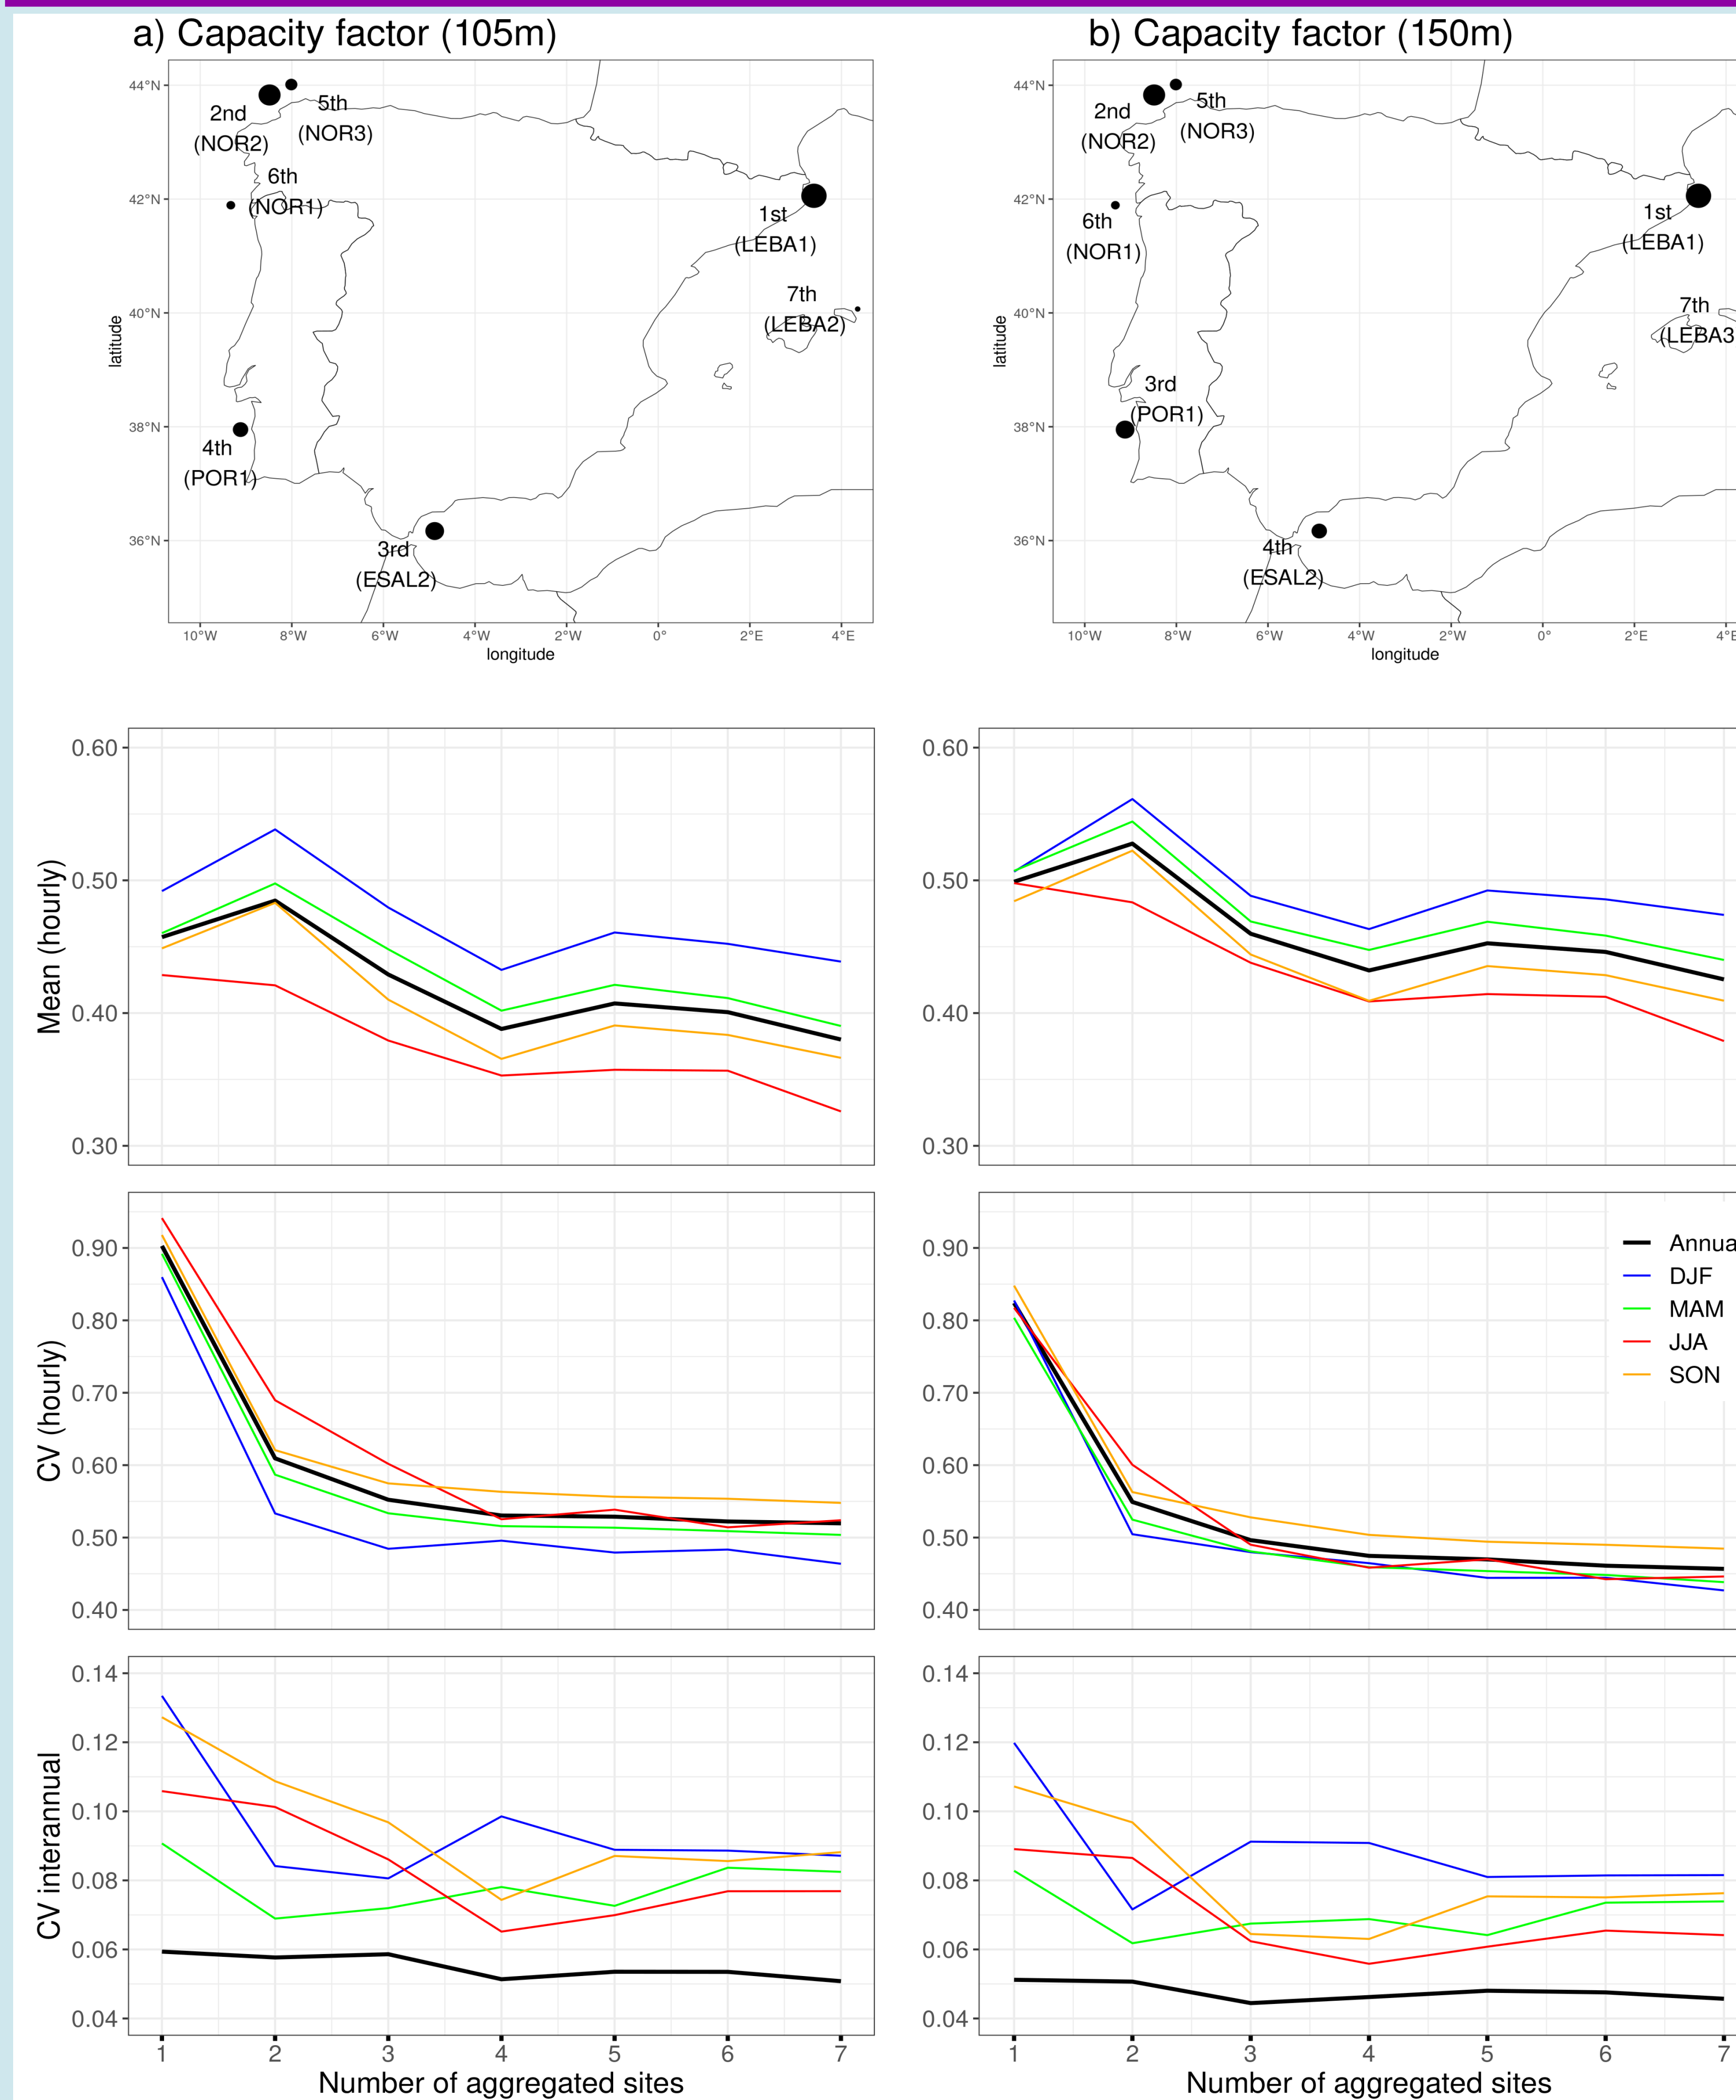 a) Capacity factor (105m)
b) Capacity factor (150m)
44°N
42°N
40°N
38°N
36°N
latitude
2nd
(NOR2)
5th
(NOR3)
6th
(NOR1)
1st
(LEBA1)
7th
(LEBA2)
4th
(POR1)
3rd
(ESAL2)
10°W 8°W 6°W 4°W 2°W 0° 2°E 4°E
longitude
44°N
42°N
40°N
38°N
36°N
latitude
2nd
(NOR2)
5th
(NOR3)
6th
(NOR1)
1st
(LEBA1)
7th
(LEBA3
3rd
(POR1)
4th
(ESAL2)
10°W 8°W 6°W 4°W 2°W 0° 2°E 4°E
longitude
Mean (hourly)
0.60
0.50
0.40
0.30
0.60
0.50
0.40
0.30
CV (hourly)
0.90
0.80
0.70
0.60
0.50
0.40
0.90
0.80
0.70
0.60
0.50
0.40
Annua
DJF
MAM
JJA
SON
CV interannual
0.14
0.12
0.10
0.08
0.06
0.04
1 2 3 4 5 6 7
Number of aggregated sites
0.14
0.12
0.10
0.08
0.06
0.04
1 2 3 4 5 6 7
Number of aggregated sites